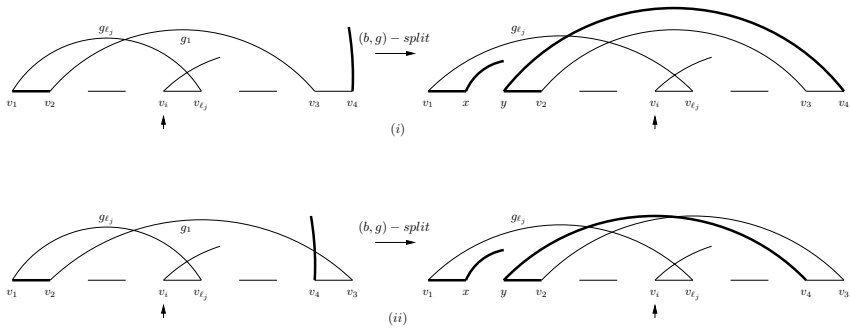 g_{ℓ_j} g_1 (b, g) − split g_{ℓ_j}
v_1 v_2 v_i v_{ℓ_j} v_3 v_4 v_1 x y v_2 v_i v_{ℓ_j} v_3 v_4
(i)
g_{ℓ_j} g_1 (b, g) − split g_{ℓ_j}
v_1 v_2 v_i v_{ℓ_j} v_4 v_3 v_1 x y v_2 v_i v_{ℓ_j} v_4 v_3
(ii)